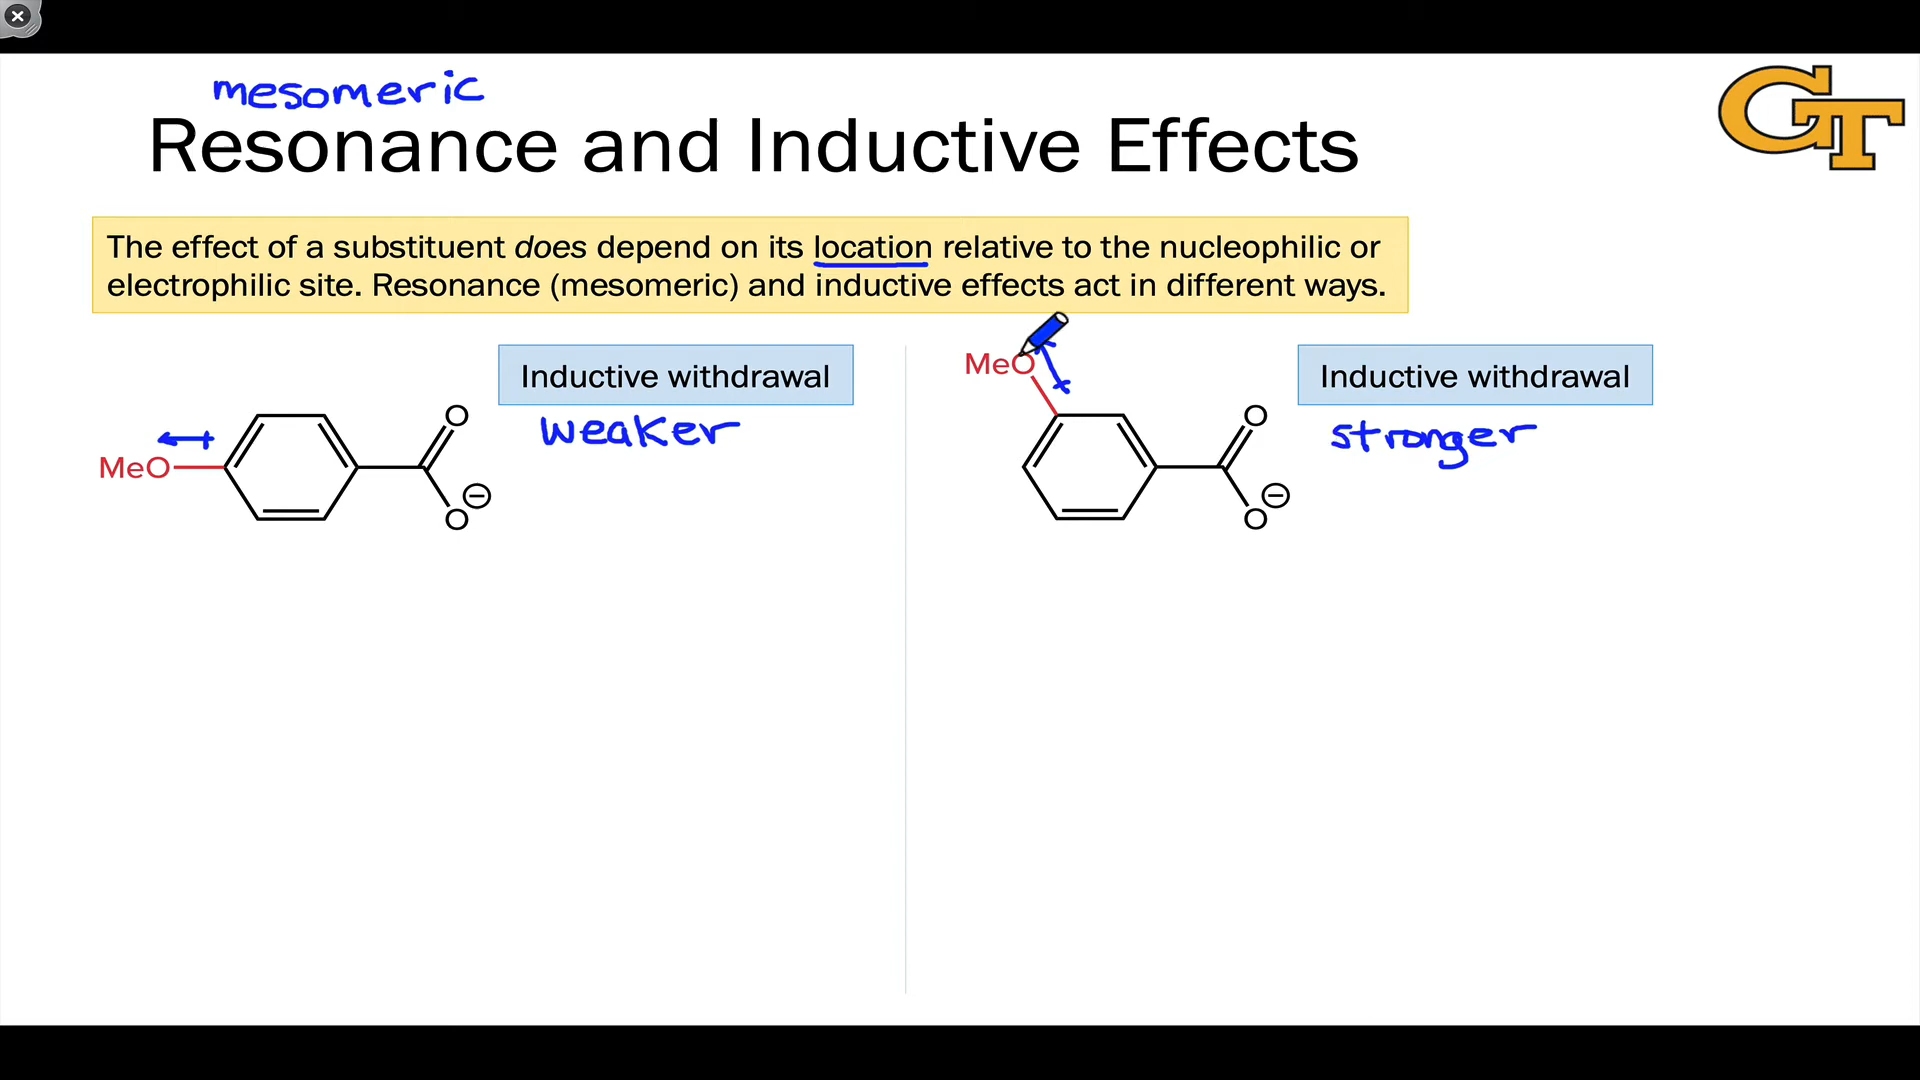 mesomeric
Resonance and Inductive Effects
GT
The effect of a substituent does depend on its location relative to the nucleophilic or
electrophilic site. Resonance (mesomeric) and inductive effects act in different ways.
Inductive withdrawal
weaker
MeO
O
O
⊖
Inductive withdrawal
stronger
MeO
O
O
⊖